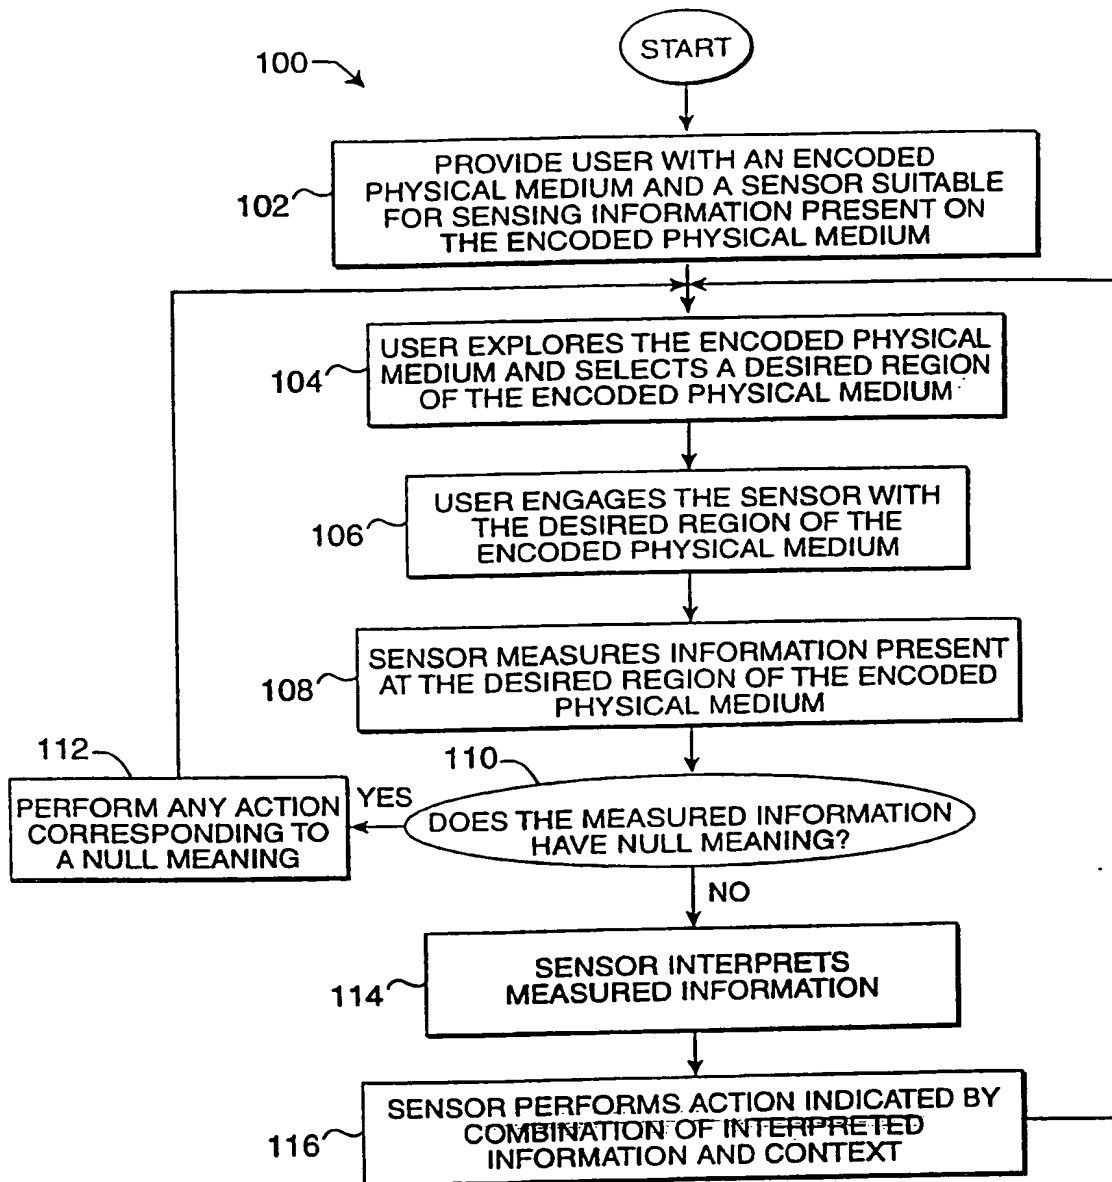 START
100
PROVIDE USER WITH AN ENCODED
PHYSICAL MEDIUM AND A SENSOR SUITABLE
FOR SENSING INFORMATION PRESENT ON
THE ENCODED PHYSICAL MEDIUM
102
USER EXPLORES THE ENCODED PHYSICAL
MEDIUM AND SELECTS A DESIRED REGION
OF THE ENCODED PHYSICAL MEDIUM
104
USER ENGAGES THE SENSOR WITH
THE DESIRED REGION OF THE
ENCODED PHYSICAL MEDIUM
106
SENSOR MEASURES INFORMATION PRESENT
AT THE DESIRED REGION OF THE ENCODED
PHYSICAL MEDIUM
108
112
110
PERFORM ANY ACTION
CORRESPONDING TO
A NULL MEANING
YES
DOES THE MEASURED INFORMATION
HAVE NULL MEANING?
NO
SENSOR INTERPRETS
MEASURED INFORMATION
114
SENSOR PERFORMS ACTION INDICATED BY
COMBINATION OF INTERPRETED
INFORMATION AND CONTEXT
116